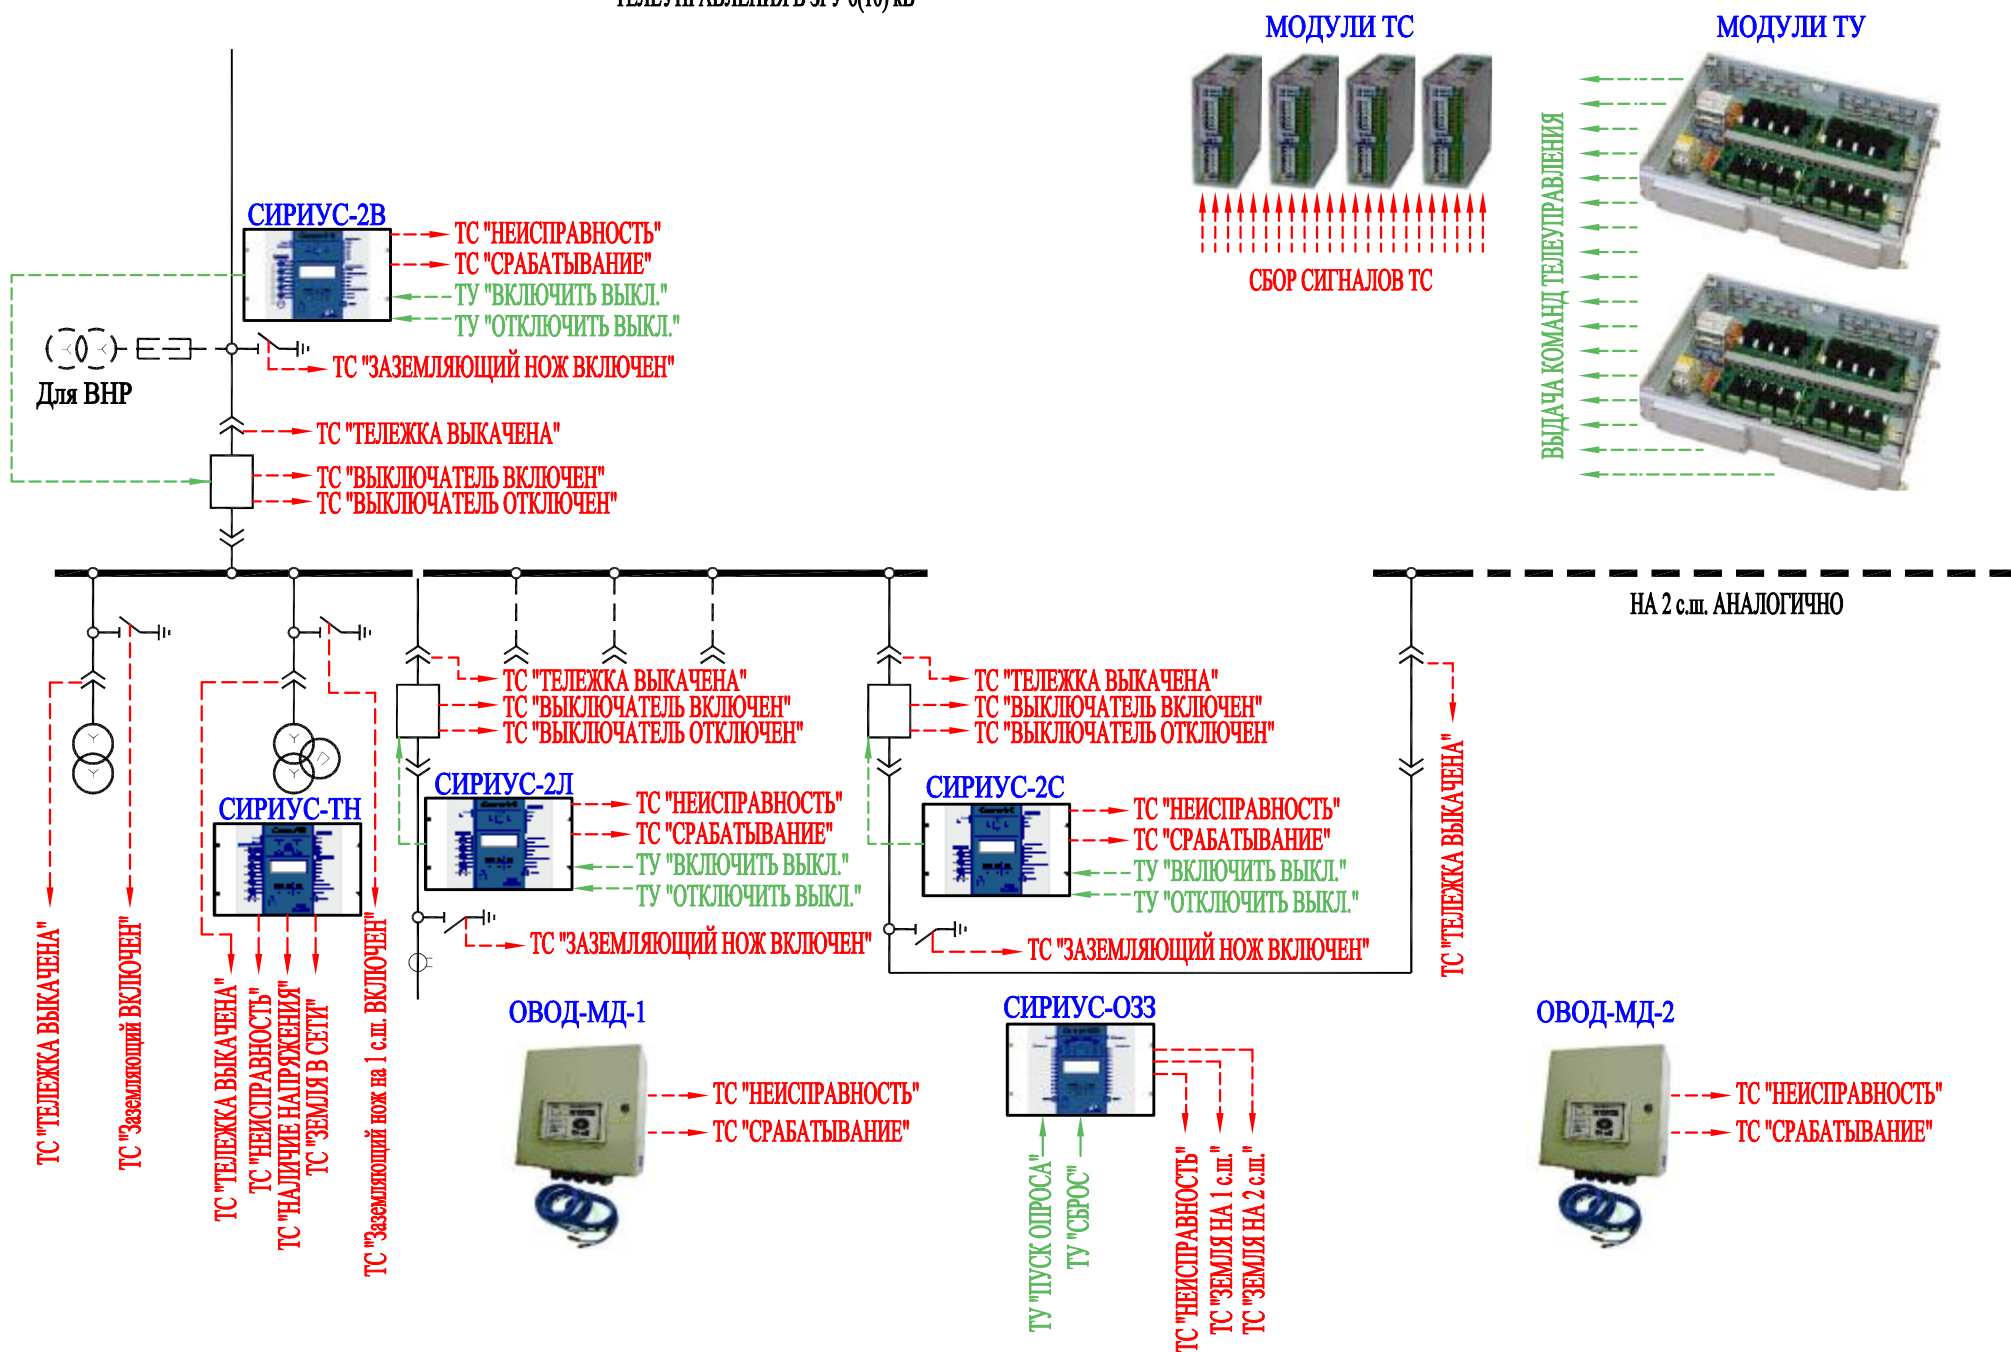 ТЕЛЕУПРАВЛЕНИЯ В ЗРУ 6(10) кВ
МОДУЛИ ТС
МОДУЛИ ТУ
ВЫДАЧА КОМАНД ТЕЛЕУПРАВЛЕНИЯ
СБОР СИГНАЛОВ ТС
СИРИУС-2В
ТС "НЕИСПРАВНОСТЬ"
ТС "СРАБАТЫВАНИЕ"
ТУ "ВКЛЮЧИТЬ ВЫКЛ."
ТУ "ОТКЛЮЧИТЬ ВЫКЛ."
ТС "ЗАЗЕМЛЯЮЩИЙ НОЖ ВКЛЮЧЕН"
Для ВНР
ТС "ТЕЛЕЖКА ВЫКАЧЕНА"
ТС "ВЫКЛЮЧАТЕЛЬ ВКЛЮЧЕН"
ТС "ВЫКЛЮЧАТЕЛЬ ОТКЛЮЧЕН"
НА 2 с.ш. АНАЛОГИЧНО
ТС "ТЕЛЕЖКА ВЫКАЧЕНА"
ТС "ВЫКЛЮЧАТЕЛЬ ВКЛЮЧЕН"
ТС "ВЫКЛЮЧАТЕЛЬ ОТКЛЮЧЕН"
ТС "ТЕЛЕЖКА ВЫКАЧЕНА"
ТС "ВЫКЛЮЧАТЕЛЬ ВКЛЮЧЕН"
ТС "ВЫКЛЮЧАТЕЛЬ ОТКЛЮЧЕН"
ТС "ТЕЛЕЖКА ВЫКАЧЕНА"
СИРИУС-ТН
СИРИУС-2Л
ТС "НЕИСПРАВНОСТЬ"
ТС "СРАБАТЫВАНИЕ"
ТУ "ВКЛЮЧИТЬ ВЫКЛ."
ТУ "ОТКЛЮЧИТЬ ВЫКЛ."
ТС "ЗАЗЕМЛЯЮЩИЙ НОЖ ВКЛЮЧЕН"
СИРИУС-2С
ТС "НЕИСПРАВНОСТЬ"
ТС "СРАБАТЫВАНИЕ"
ТУ "ВКЛЮЧИТЬ ВЫКЛ."
ТУ "ОТКЛЮЧИТЬ ВЫКЛ."
ТС "ЗАЗЕМЛЯЮЩИЙ НОЖ ВКЛЮЧЕН"
ТС "ТЕЛЕЖКА ВЫКАЧЕНА"
ТС "Заземляющий ВКЛЮЧЕН"
ТС "ТЕЛЕЖКА ВЫКАЧЕНА"
ТС "НЕИСПРАВНОСТЬ"
ТС "НАЛИЧИЕ НАПРЯЖЕНИЯ"
ТС "ЗЕМЛЯ В СЕТИ"
ТС "Заземляющий нож на 1 с.ш. ВКЛЮЧЕН"
ОВОД-МД-1
ТС "НЕИСПРАВНОСТЬ"
ТС "СРАБАТЫВАНИЕ"
СИРИУС-ОЗЗ
ТУ "ПУСК ОПРОСА"
ТУ "СБРОС"
ТС "НЕИСПРАВНОСТЬ"
ТС "ЗЕМЛЯ НА 1 с.ш."
ТС "ЗЕМЛЯ НА 2 с.ш."
ОВОД-МД-2
ТС "НЕИСПРАВНОСТЬ"
ТС "СРАБАТЫВАНИЕ"